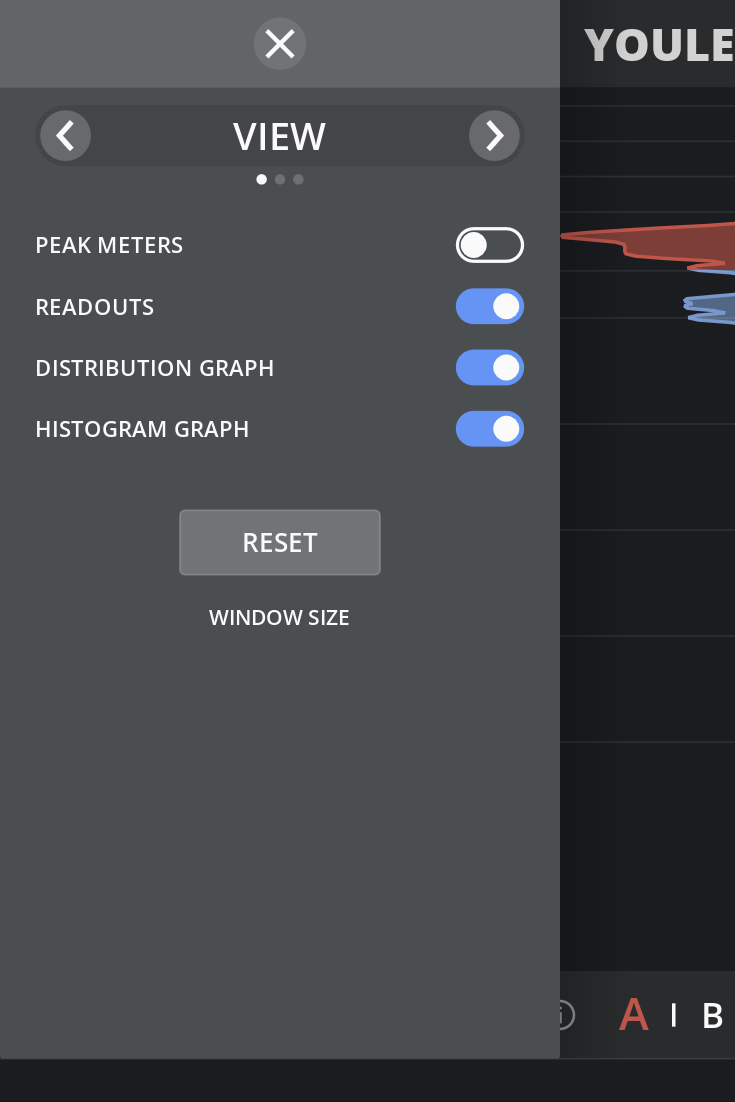 YOULE
VIEW
PEAK METERS
READOUTS
DISTRIBUTION GRAPH
HISTOGRAM GRAPH
RESET
WINDOW SIZE
A | B